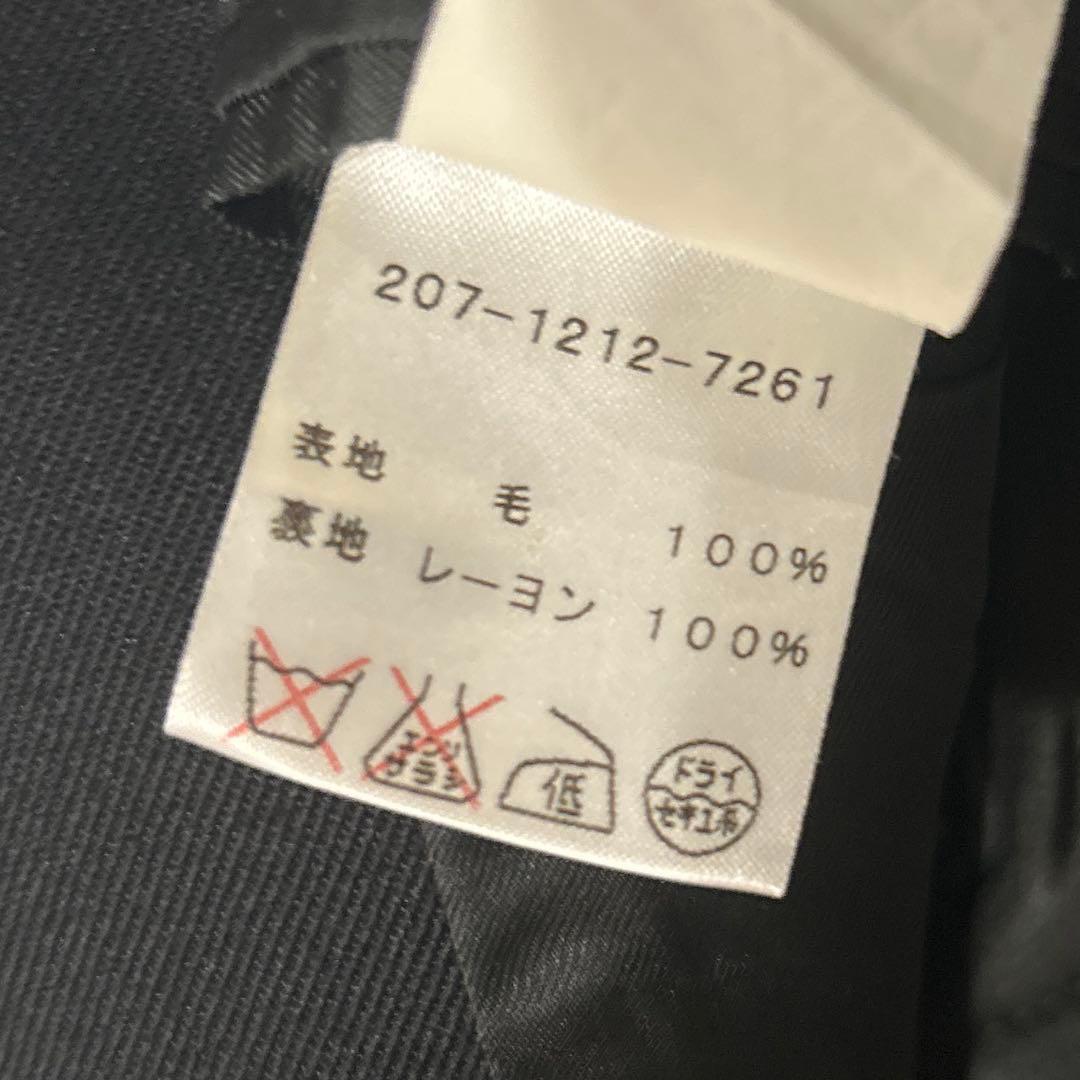 207-1212-7261
表地 毛 100%
裏地 レーヨン 100%
エンソ
サラシ
低
ドライ
セキユ系